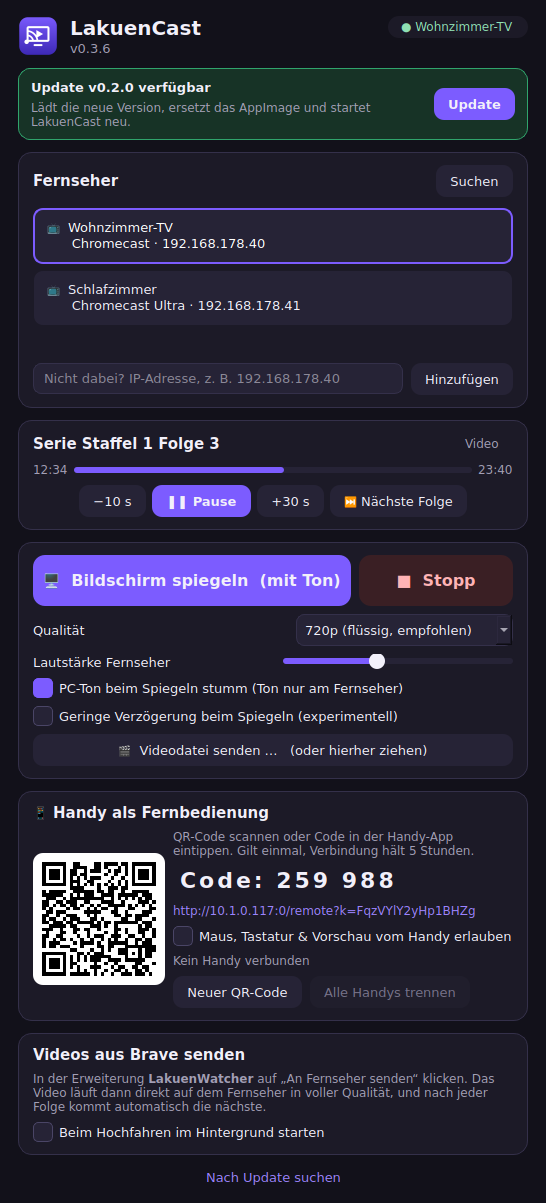 LakuenCast
v0.3.6
● Wohnzimmer-TV
Update v0.2.0 verfügbar
Lädt die neue Version, ersetzt das AppImage und startet
LakuenCast neu.
Update
Fernseher
Suchen
Wohnzimmer-TV
Chromecast · 192.168.178.40
Schlafzimmer
Chromecast Ultra · 192.168.178.41
Nicht dabei? IP-Adresse, z. B. 192.168.178.40
Hinzufügen
Serie Staffel 1 Folge 3
Video
12:34
23:40
−10 s
Pause
+30 s
Nächste Folge
Bildschirm spiegeln (mit Ton)
Stopp
Qualität
720p (flüssig, empfohlen)
Lautstärke Fernseher
PC-Ton beim Spiegeln stumm (Ton nur am Fernseher)
Geringe Verzögerung beim Spiegeln (experimentell)
Videodatei senden … (oder hierher ziehen)
Handy als Fernbedienung
QR-Code scannen oder Code in der Handy-App
eintippen. Gilt einmal, Verbindung hält 5 Stunden.
Code: 259 988
http://10.1.0.117:0/remote?k=FqzVYlY2yHp1BHZg
Maus, Tastatur & Vorschau vom Handy erlauben
Kein Handy verbunden
Neuer QR-Code
Alle Handys trennen
Videos aus Brave senden
In der Erweiterung LakuenWatcher auf „An Fernseher senden“ klicken. Das
Video läuft dann direkt auf dem Fernseher in voller Qualität, und nach jeder
Folge kommt automatisch die nächste.
Beim Hochfahren im Hintergrund starten
Nach Update suchen